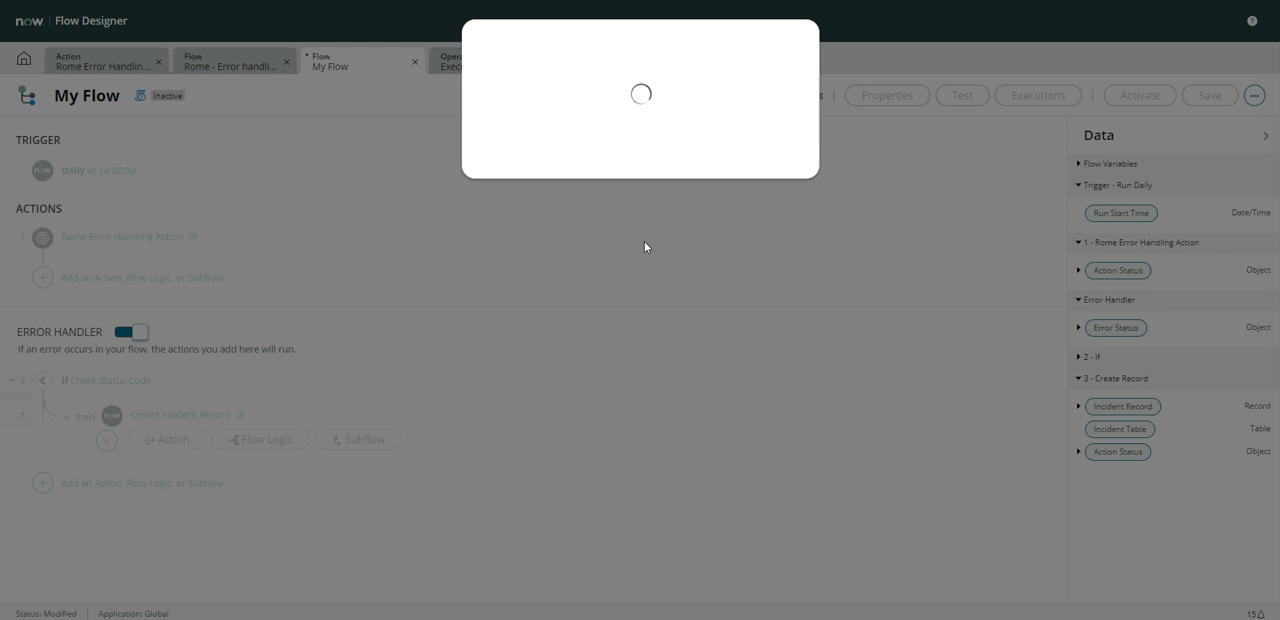 now Flow Designer
Action
Rome Error Handlin...
Flow
Rome - Error handli...
* Flow
My Flow
Oper
Exec
My Flow Inactive
Properties Test Executions Activate Save
TRIGGER
now Daily at 14:00:00
ACTIONS
1 Rome Error Handling Action
Add an Action, Flow Logic, or Subflow
ERROR HANDLER
If an error occurs in your flow, the actions you add here will run.
2 If Check Status Code
3 then now Create Incident Record
Action Flow Logic Subflow
Add an Action, Flow Logic, or Subflow
Data
Flow Variables
Trigger - Run Daily
Run Start Time Date/Time
1 - Rome Error Handling Action
Action Status Object
Error Handler
Error Status Object
2 - If
3 - Create Record
Incident Record Record
Incident Table Table
Action Status Object
Status: Modified Application: Global 15